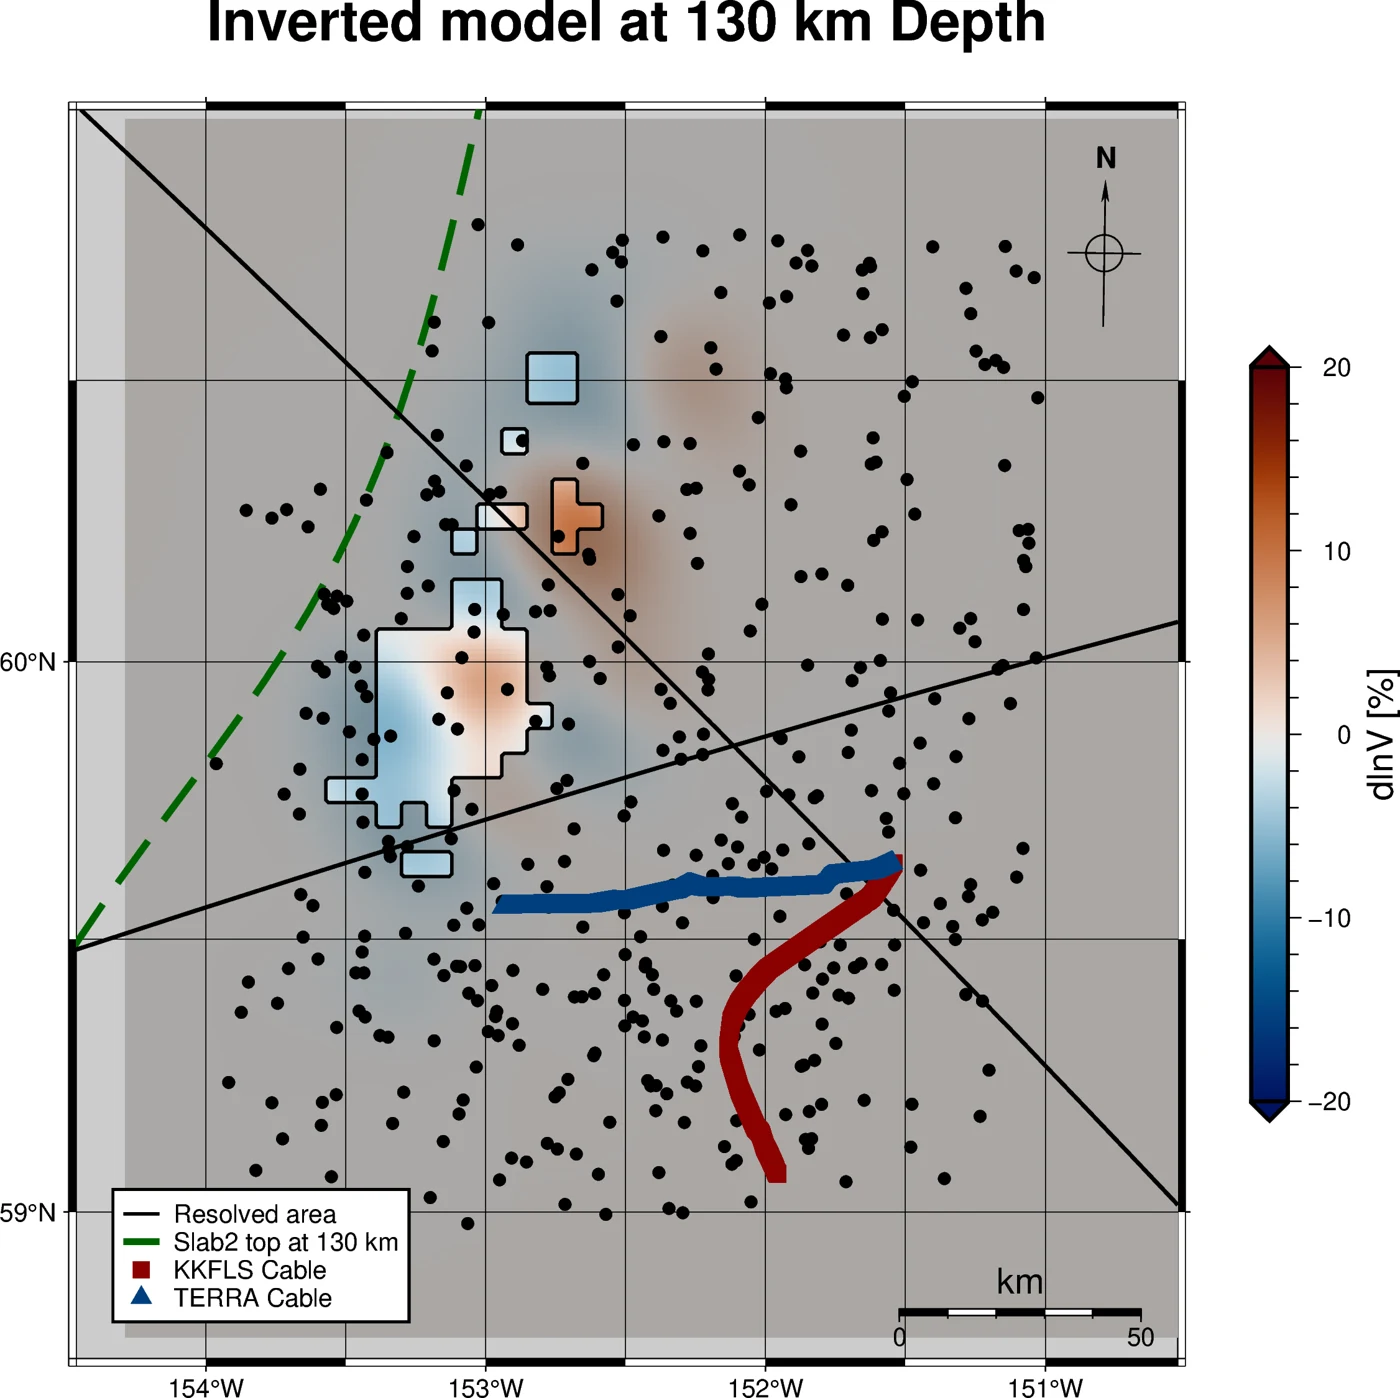 Inverted model at 130 km Depth
N
20
10
0
−10
−20
dlnV [%]
60°N
59°N
Resolved area
Slab2 top at 130 km
KKFLS Cable
TERRA Cable
km
0 50
154°W 153°W 152°W 151°W